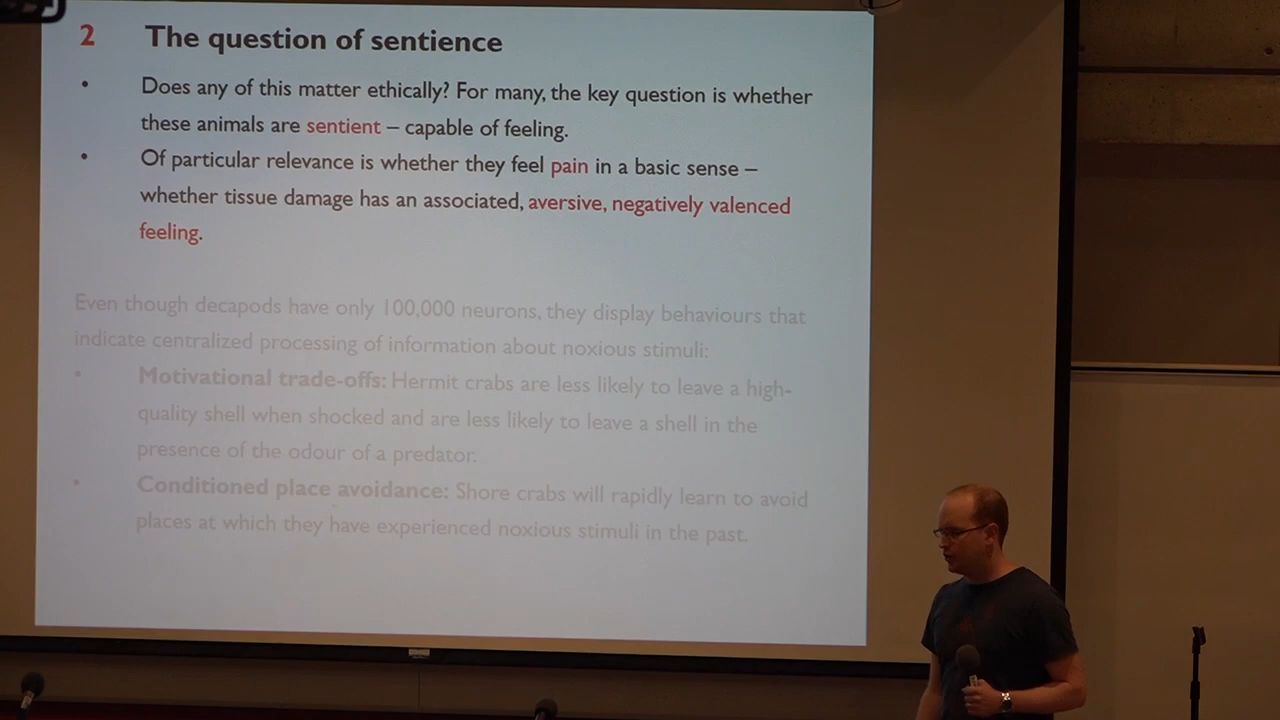 2 The question of sentience
• Does any of this matter ethically? For many, the key question is whether
these animals are sentient – capable of feeling.
• Of particular relevance is whether they feel pain in a basic sense –
whether tissue damage has an associated, aversive, negatively valenced
feeling.
Even though decapods have only 100,000 neurons, they display behaviours that
indicate centralized processing of information about noxious stimuli:
• Motivational trade-offs: Hermit crabs are less likely to leave a high-
quality shell when shocked and are less likely to leave a shell in the
presence of the odour of a predator.
• Conditioned place avoidance: Shore crabs will rapidly learn to avoid
places at which they have experienced noxious stimuli in the past.